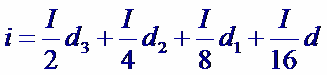 i = I/2 d₃ + I/4 d₂ + I/8 d₁ + I/16 d